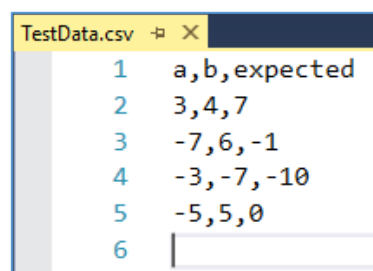 TestData.csv
1 a,b,expected
2 3,4,7
3 -7,6,-1
4 -3,-7,-10
5 -5,5,0
6